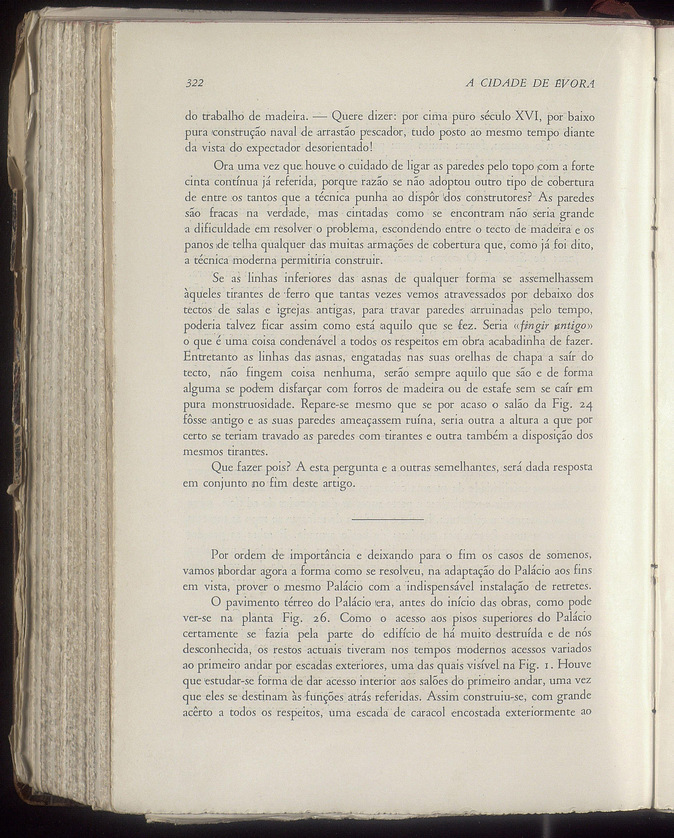 322
A CIDADE DE ÉVORA
do trabalho de madeira. — Quere dizer: por cima puro século XVI, por baixo
pura construção naval de arrastão pescador, tudo posto ao mesmo tempo diante
da vista do expectador desorientado!
Ora uma vez que houve o cuidado de ligar as paredes pelo topo com a forte
cinta contínua já referida, porque razão se não adoptou outro tipo de cobertura
de entre os tantos que a técnica punha ao dispôr dos construtores? As paredes
são fracas na verdade, mas cintadas como se encontram não seria grande
a dificuldade em resolver o problema, escondendo entre o tecto de madeira e os
panos de telha qualquer das muitas armações de cobertura que, como já foi dito,
a técnica moderna permitiria construir.
Se as linhas inferiores das asnas de qualquer forma se assemelhassem
àqueles tirantes de ferro que tantas vezes vemos atravessados por debaixo dos
tectos de salas e igrejas antigas, para travar paredes arruinadas pelo tempo,
poderia talvez ficar assim como está aquilo que se fez. Seria «fingir antigo»
o que é uma coisa condenável a todos os respeitos em obra acabadinha de fazer.
Entretanto as linhas das asnas, engatadas nas suas orelhas de chapa a saír do
tecto, não fingem coisa nenhuma, serão sempre aquilo que são e de forma
alguma se podem disfarçar com forros de madeira ou de estafe sem se caír em
pura monstruosidade. Repare-se mesmo que se por acaso o salão da Fig. 24
fôsse antigo e as suas paredes ameaçassem ruína, seria outra a altura a que por
certo se teriam travado as paredes com tirantes e outra também a disposição dos
mesmos tirantes.
Que fazer pois? A esta pergunta e a outras semelhantes, será dada resposta
em conjunto no fim deste artigo.
Por ordem de importância e deixando para o fim os casos de somenos,
vamos abordar agora a forma como se resolveu, na adaptação do Palácio aos fins
em vista, prover o mesmo Palácio com a indispensável instalação de retretes.
O pavimento térreo do Palácio era, antes do início das obras, como pode
ver-se na planta Fig. 26. Como o acesso aos pisos superiores do Palácio
certamente se fazia pela parte do edifício de há muito destruída e de nós
desconhecida, os restos actuais tiveram nos tempos modernos acessos variados
ao primeiro andar por escadas exteriores, uma das quais visível na Fig. 1. Houve
que estudar-se forma de dar acesso interior aos salões do primeiro andar, uma vez
que eles se destinam às funções atrás referidas. Assim construiu-se, com grande
acêrto a todos os respeitos, uma escada de caracol encostada exteriormente ao